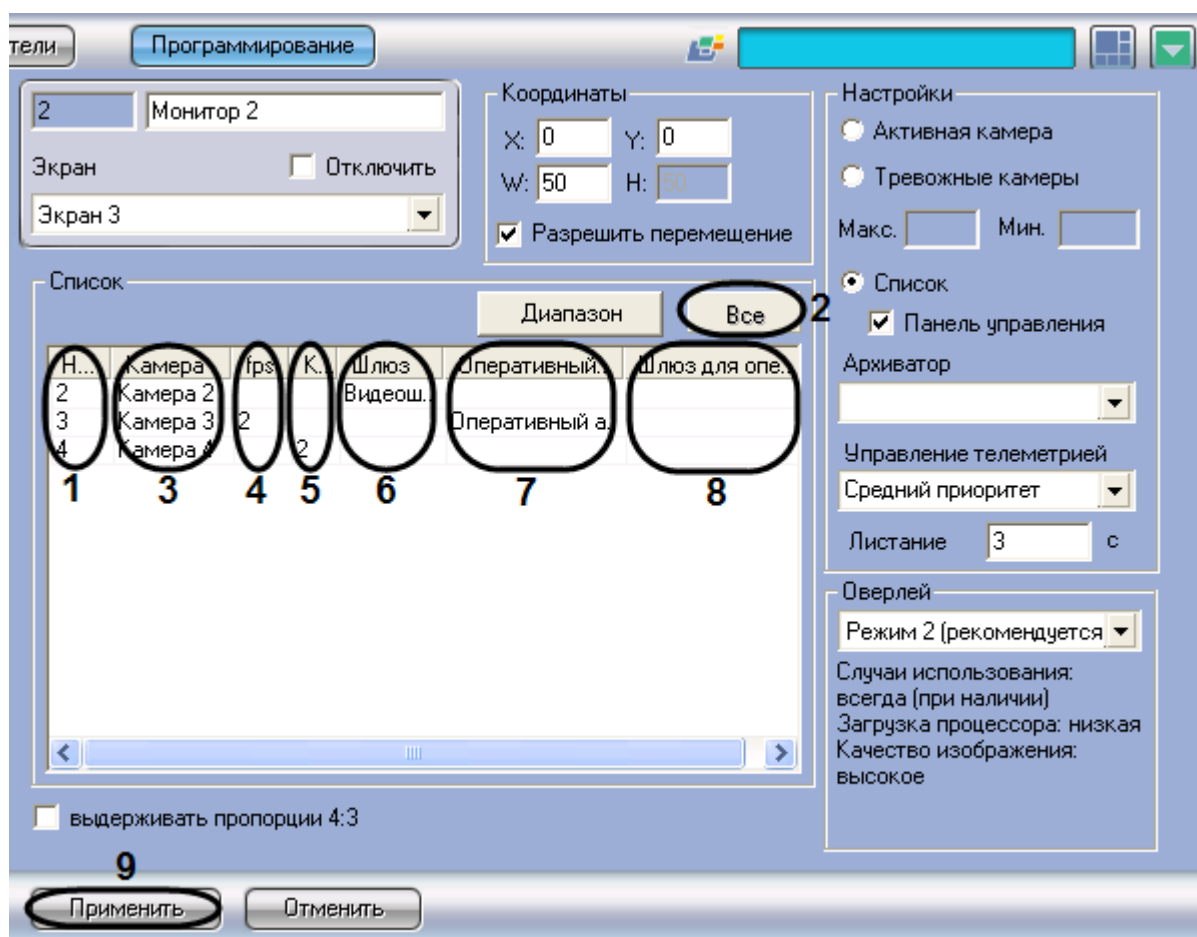 тели Программирование
2 Монитор 2
Экран Отключить
Экран 3
Координаты
X: 0 Y: 0
W: 50 H: 50
Разрешить перемещение
Настройки
Активная камера
Тревожные камеры
Макс. Мин.
Список
Панель управления
Архиватор
Управление телеметрией
Средний приоритет
Листание 3 с
Список
Диапазон Все 2
Н... Камера fps К... Шлюз Оперативный... Шлюз для опе...
2 Камера 2 Видеош...
3 Камера 3 2 Оперативный а...
4 Камера 4 2
1 3 4 5 6 7 8
Оверлей
Режим 2 (рекомендуется
Случаи использования:
всегда (при наличии)
Загрузка процессора: низкая
Качество изображения:
высокое
выдерживать пропорции 4:3
9
Применить Отменить